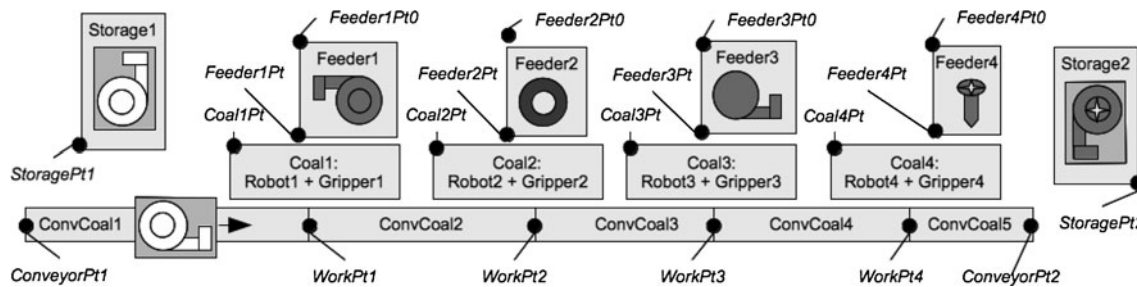 Storage1
StoragePt1
Feeder1Pt0
Feeder1
Feeder1Pt
Coal1Pt
Coal1:
Robot1 + Gripper1
Feeder2Pt0
Feeder2
Feeder2Pt
Coal2Pt
Coal2:
Robot2 + Gripper2
Feeder3Pt0
Feeder3
Feeder3Pt
Coal3Pt
Coal3:
Robot3 + Gripper3
Feeder4Pt0
Feeder4
Feeder4Pt
Coal4Pt
Coal4:
Robot4 + Gripper4
Storage2
StoragePt2
ConvCoal1
ConvCoal2
ConvCoal3
ConvCoal4
ConvCoal5
ConveyorPt1
WorkPt1
WorkPt2
WorkPt3
WorkPt4
ConveyorPt2